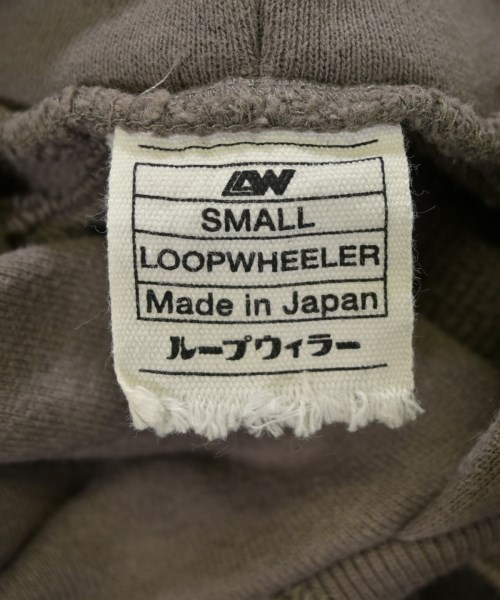 LW
SMALL
LOOPWHEELER
Made in Japan
ループウィラー